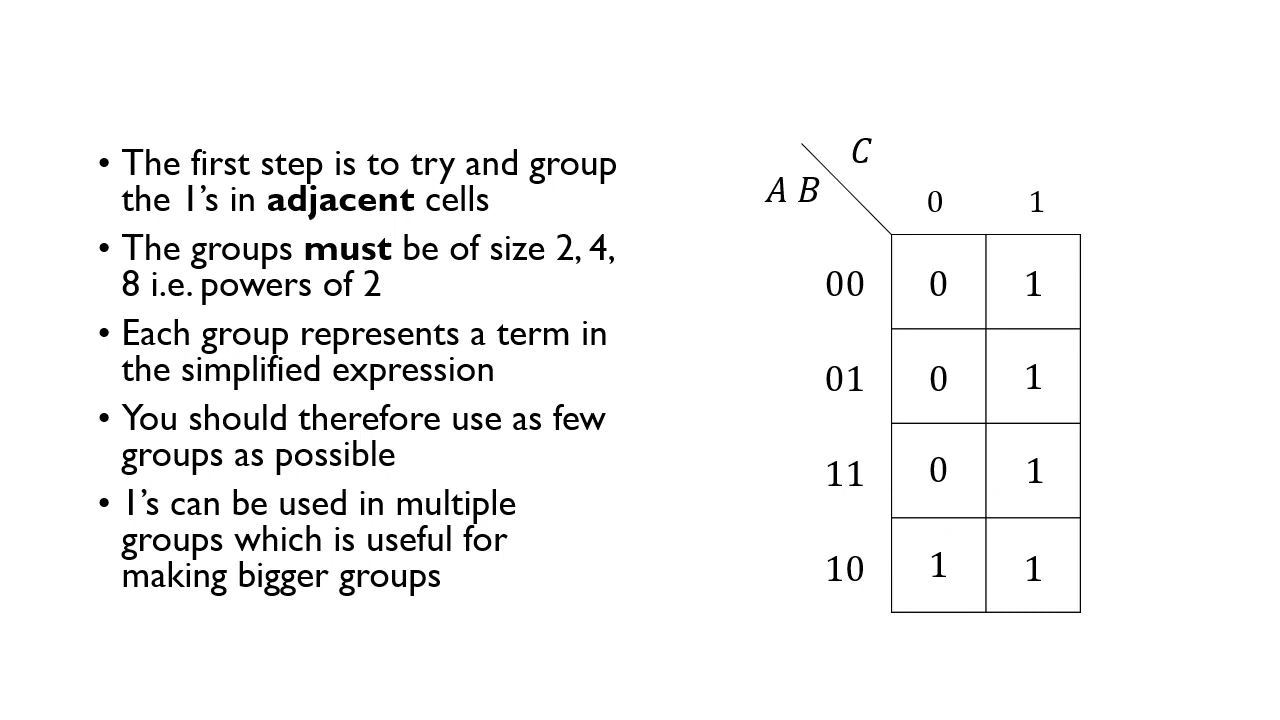 • The first step is to try and group
the 1's in adjacent cells
• The groups must be of size 2, 4,
8 i.e. powers of 2
• Each group represents a term in
the simplified expression
• You should therefore use as few
groups as possible
• 1's can be used in multiple
groups which is useful for
making bigger groups
C
A B
0 1
00 0 1
01 0 1
11 0 1
10 1 1